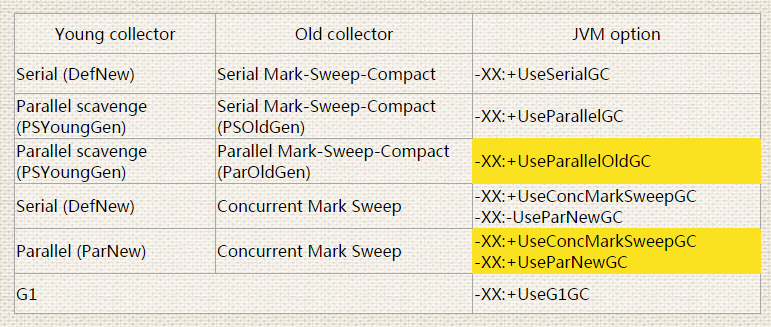 Young collector Old collector JVM option
Serial (DefNew) Serial Mark-Sweep-Compact -XX:+UseSerialGC
Parallel scavenge (PSYoungGen) Serial Mark-Sweep-Compact (PSOldGen) -XX:+UseParallelGC
Parallel scavenge (PSYoungGen) Parallel Mark-Sweep-Compact (ParOldGen) -XX:+UseParallelOldGC
Serial (DefNew) Concurrent Mark Sweep -XX:+UseConcMarkSweepGC
-XX:-UseParNewGC
Parallel (ParNew) Concurrent Mark Sweep -XX:+UseConcMarkSweepGC
-XX:+UseParNewGC
G1 -XX:+UseG1GC